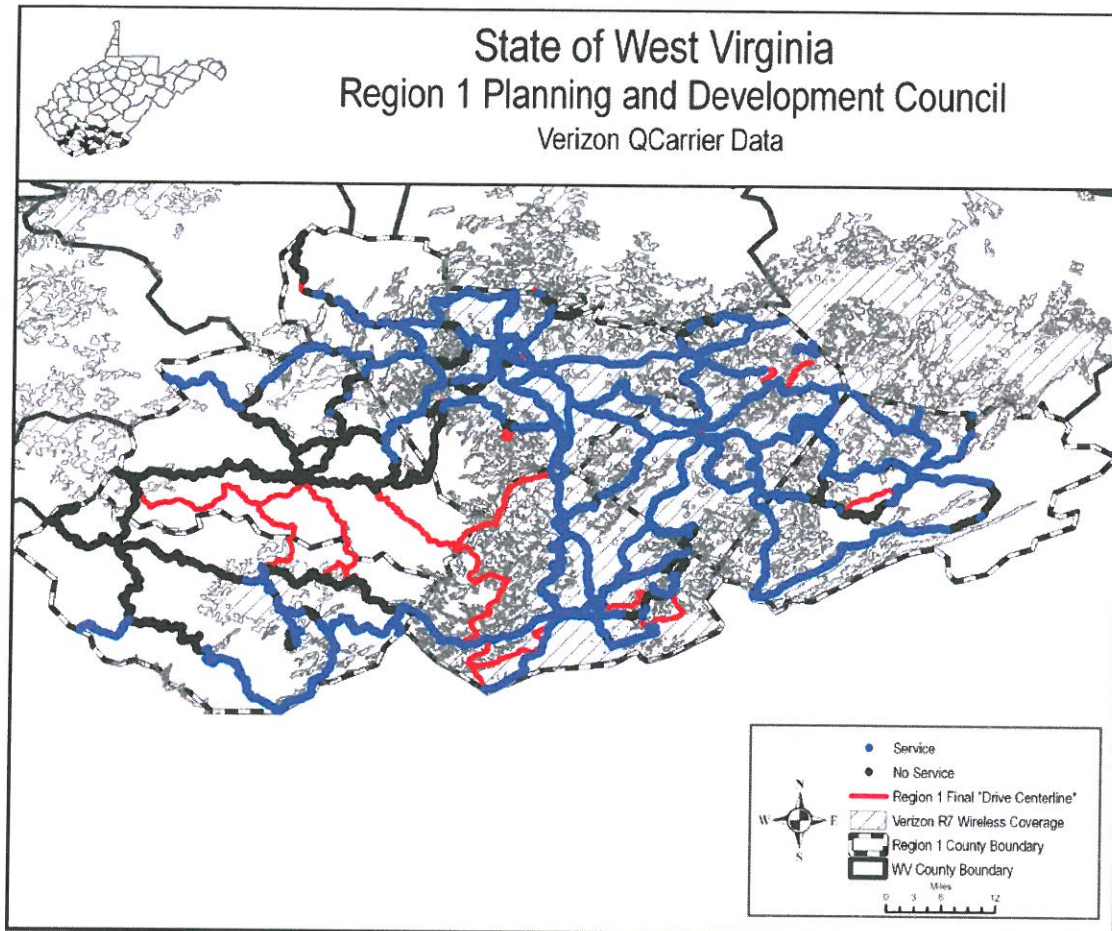 State of West Virginia
Region 1 Planning and Development Council
Verizon QCarrier Data
Service
No Service
Region 1 Final "Drive Centerline"
Verizon R7 Wireless Coverage
Region 1 County Boundary
WV County Boundary
Miles
0 3 6 12
N
W E
S